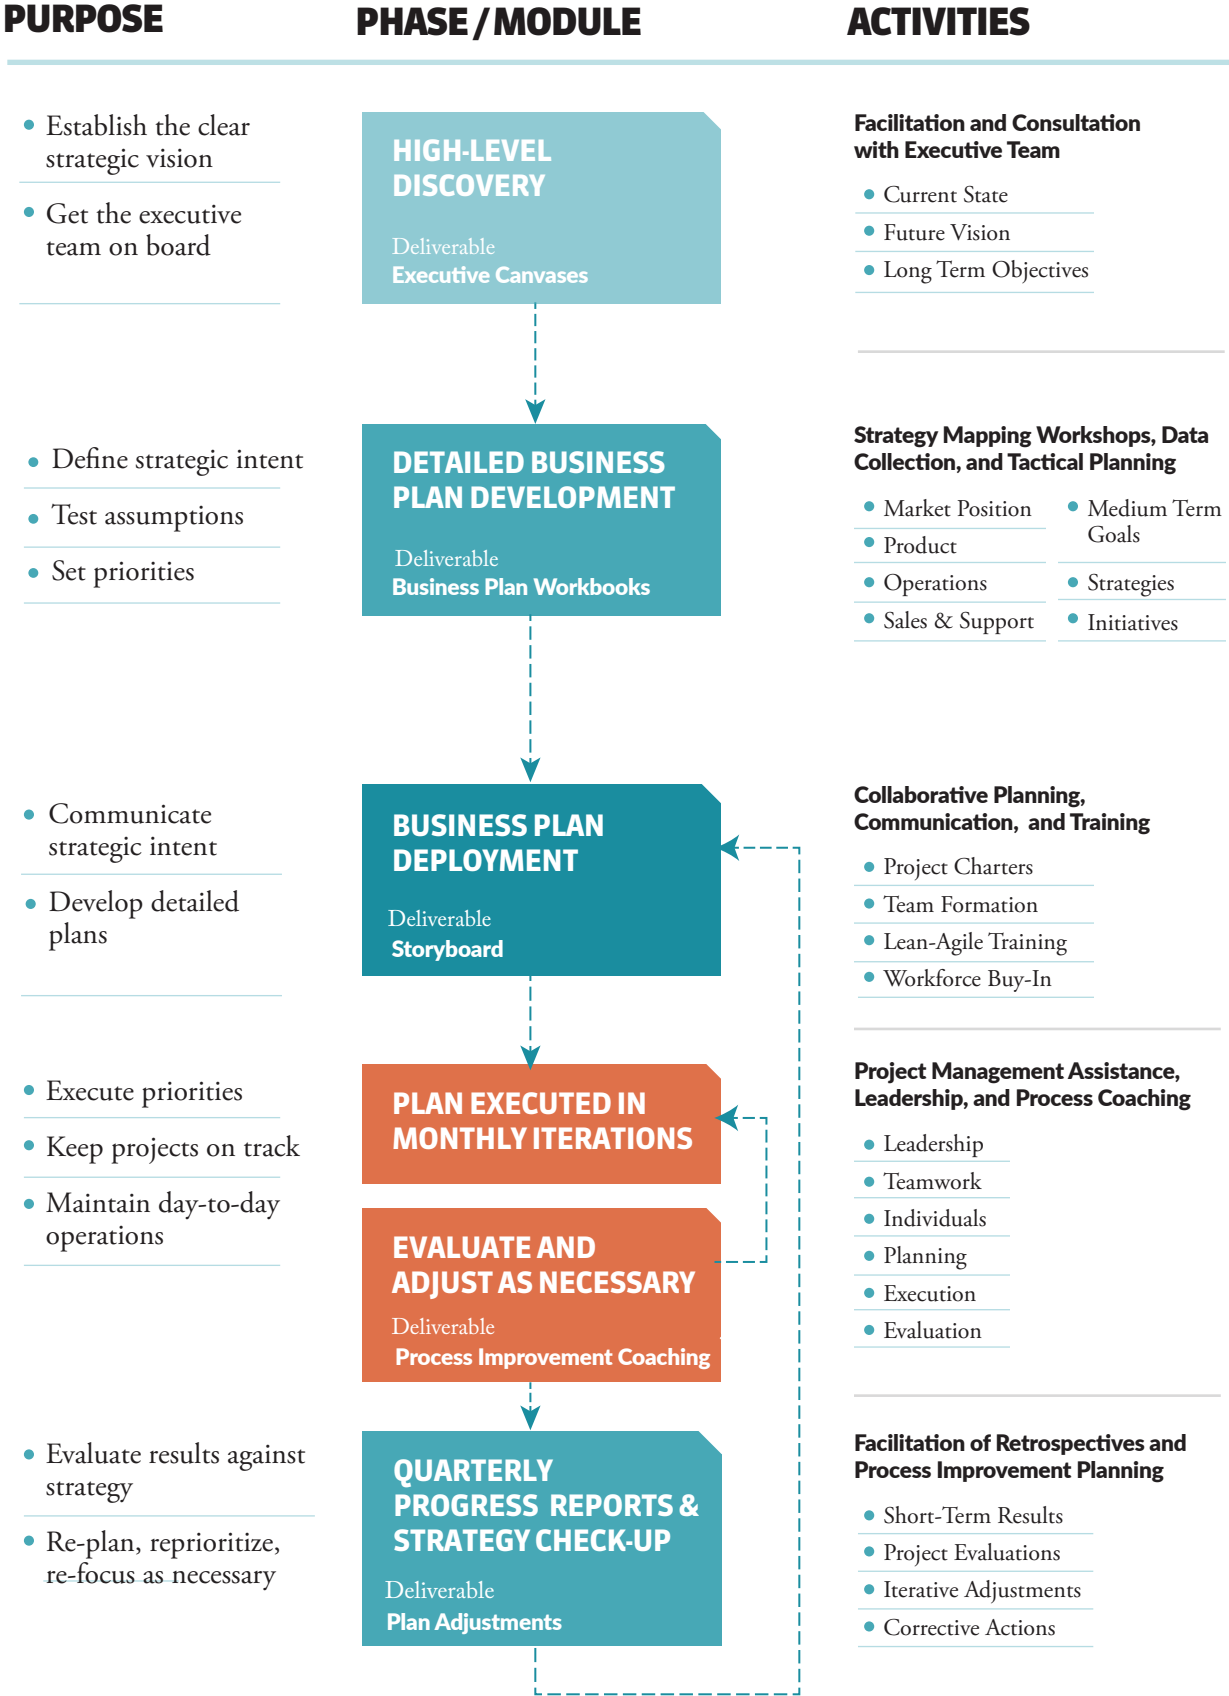 PURPOSE
PHASE / MODULE
ACTIVITIES
Establish the clear
strategic vision
Get the executive
team on board
HIGH-LEVEL
DISCOVERY
Deliverable
Executive Canvases
Facilitation and Consultation
with Executive Team
Current State
Future Vision
Long Term Objectives
Define strategic intent
Test assumptions
Set priorities
DETAILED BUSINESS
PLAN DEVELOPMENT
Deliverable
Business Plan Workbooks
Strategy Mapping Workshops, Data
Collection, and Tactical Planning
Market Position
Product
Operations
Sales & Support
Medium Term
Goals
Strategies
Initiatives
Communicate
strategic intent
Develop detailed
plans
BUSINESS PLAN
DEPLOYMENT
Deliverable
Storyboard
Collaborative Planning,
Communication, and Training
Project Charters
Team Formation
Lean-Agile Training
Workforce Buy-In
Execute priorities
Keep projects on track
Maintain day-to-day
operations
PLAN EXECUTED IN
MONTHLY ITERATIONS
EVALUATE AND
ADJUST AS NECESSARY
Deliverable
Process Improvement Coaching
Project Management Assistance,
Leadership, and Process Coaching
Leadership
Teamwork
Individuals
Planning
Execution
Evaluation
Evaluate results against
strategy
Re-plan, reprioritize,
re-focus as necessary
QUARTERLY
PROGRESS REPORTS &
STRATEGY CHECK-UP
Deliverable
Plan Adjustments
Facilitation of Retrospectives and
Process Improvement Planning
Short-Term Results
Project Evaluations
Iterative Adjustments
Corrective Actions